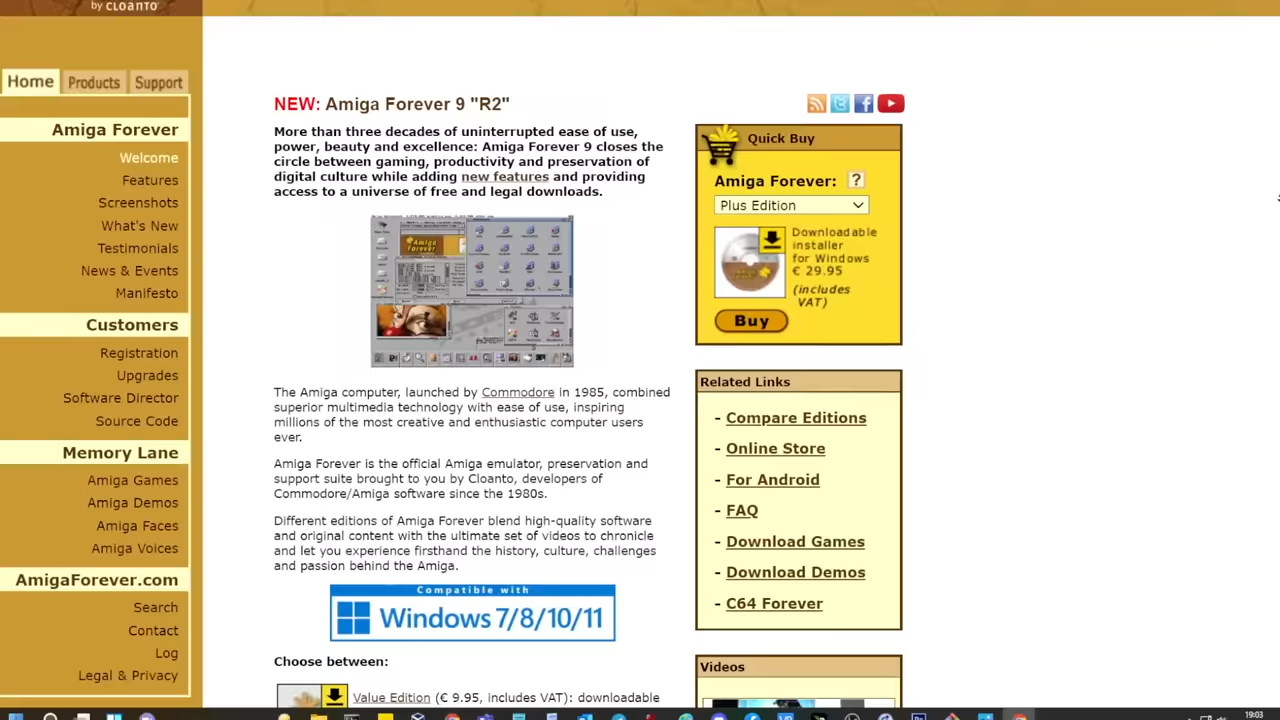 by CLOANTO
Home
Products
Support
Amiga Forever
Welcome
Features
Screenshots
What's New
Testimonials
News & Events
Manifesto
Customers
Registration
Upgrades
Software Director
Source Code
Memory Lane
Amiga Games
Amiga Demos
Amiga Faces
Amiga Voices
AmigaForever.com
Search
Contact
Log
Legal & Privacy
NEW: Amiga Forever 9 "R2"
More than three decades of uninterrupted ease of use,
power, beauty and excellence: Amiga Forever 9 closes the
circle between gaming, productivity and preservation of
digital culture while adding new features and providing
access to a universe of free and legal downloads.
The Amiga computer, launched by Commodore in 1985, combined
superior multimedia technology with ease of use, inspiring
millions of the most creative and enthusiastic computer users
ever.
Amiga Forever is the official Amiga emulator, preservation and
support suite brought to you by Cloanto, developers of
Commodore/Amiga software since the 1980s.
Different editions of Amiga Forever blend high-quality software
and original content with the ultimate set of videos to chronicle
and let you experience firsthand the history, culture, challenges
and passion behind the Amiga.
Compatible with
Windows 7/8/10/11
Choose between:
Value Edition (€ 9.95, includes VAT): downloadable
Quick Buy
Amiga Forever: ?
Plus Edition
Downloadable
installer
for Windows
€ 29.95
(includes
VAT)
Buy
Related Links
- Compare Editions
- Online Store
- For Android
- FAQ
- Download Games
- Download Demos
- C64 Forever
Videos
19:03